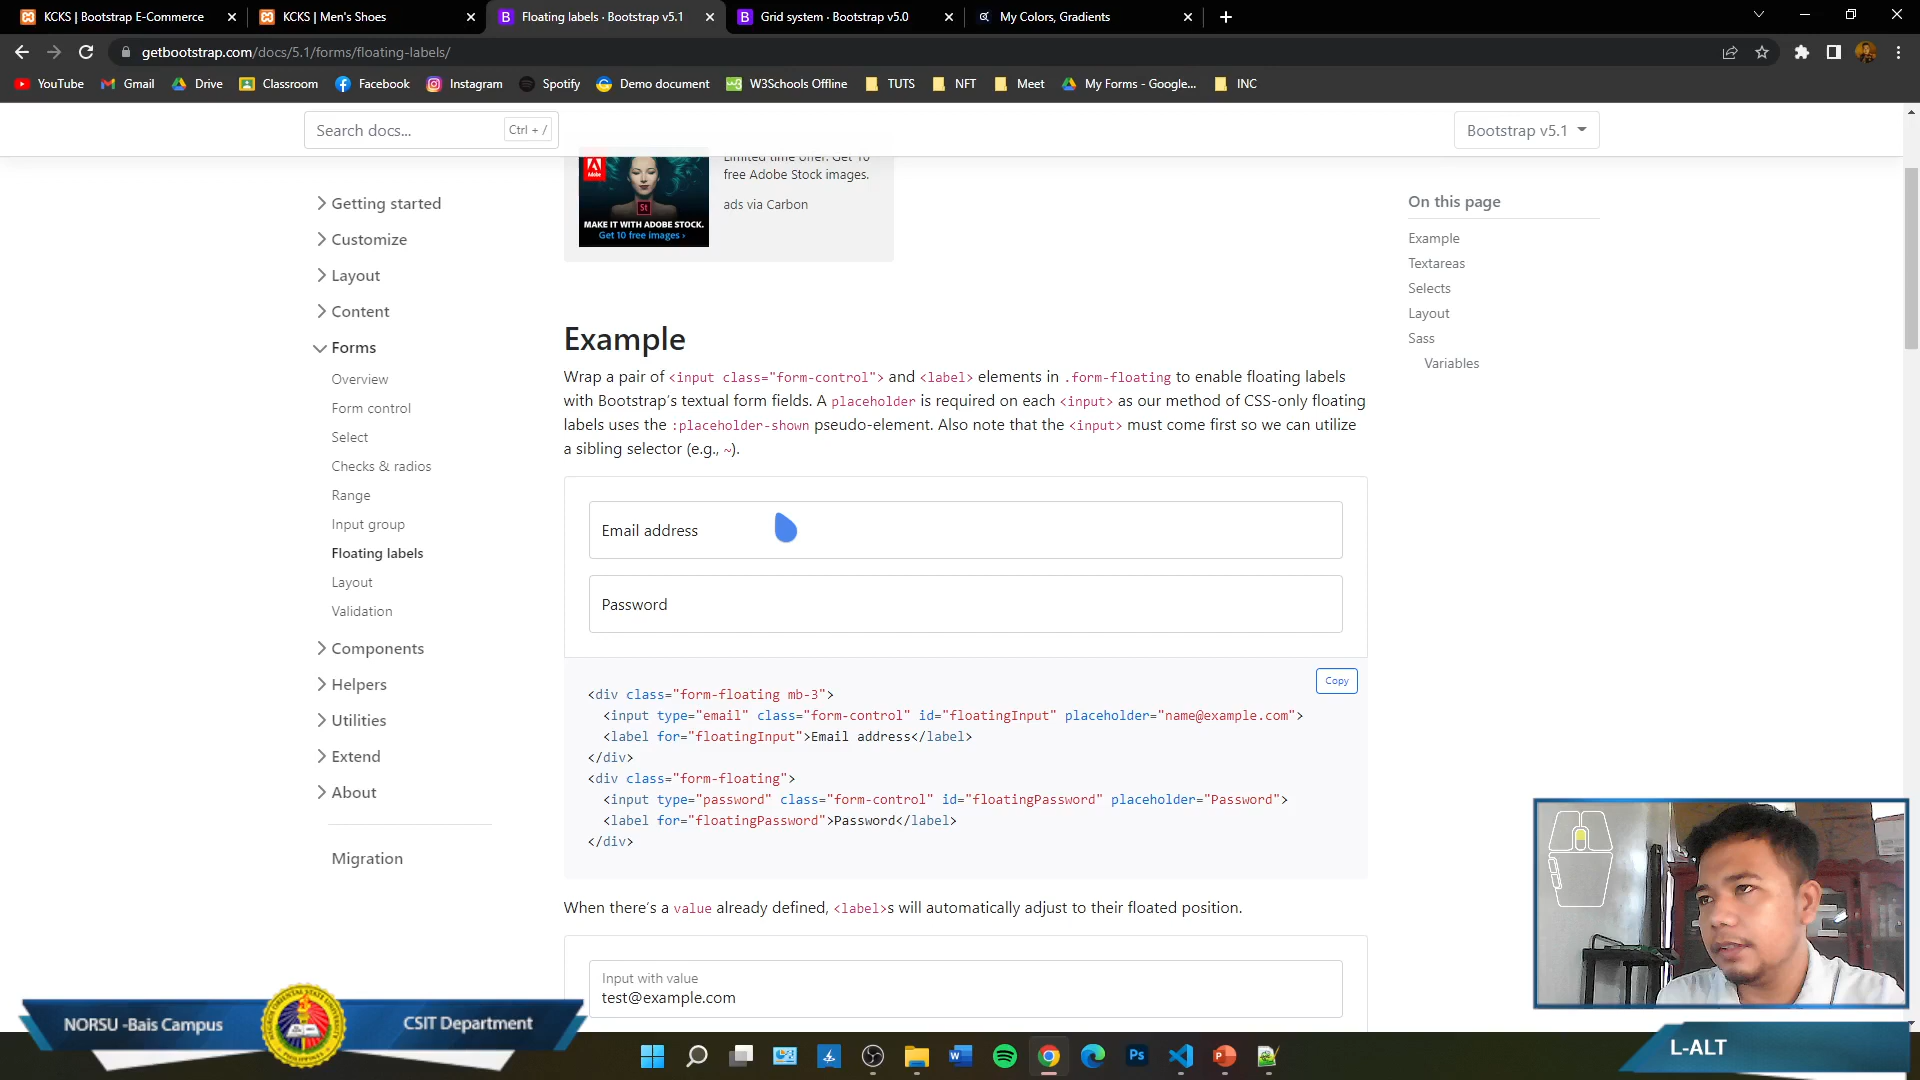 KCKS | Bootstrap E-Commerce
KCKS | Men's Shoes
Floating labels · Bootstrap v5.1
Grid system · Bootstrap v5.0
My Colors, Gradients
getbootstrap.com/docs/5.1/forms/floating-labels/
YouTube
Gmail
Drive
Classroom
Facebook
Instagram
Spotify
Demo document
W3Schools Offline
TUTS
NFT
Meet
My Forms - Google...
INC
Search docs...
Ctrl + /
Bootstrap v5.1
Getting started
Customize
Layout
Content
Forms
Overview
Form control
Select
Checks & radios
Range
Input group
Floating labels
Layout
Validation
Components
Helpers
Utilities
Extend
About
Migration
Adobe
St
MAKE IT WITH ADOBE STOCK.
Get 10 free images ›
Limited time offer. Get 10
free Adobe Stock images.
ads via Carbon
Example
Wrap a pair of <input class="form-control"> and <label> elements in .form-floating to enable floating labels
with Bootstrap's textual form fields. A placeholder is required on each <input> as our method of CSS-only floating
labels uses the :placeholder-shown pseudo-element. Also note that the <input> must come first so we can utilize
a sibling selector (e.g., ~).
Email address
Password
Copy
<div class="form-floating mb-3">
<input type="email" class="form-control" id="floatingInput" placeholder="name@example.com">
<label for="floatingInput">Email address</label>
</div>
<div class="form-floating">
<input type="password" class="form-control" id="floatingPassword" placeholder="Password">
<label for="floatingPassword">Password</label>
</div>
When there's a value already defined, <label>s will automatically adjust to their floated position.
Input with value
test@example.com
On this page
Example
Textareas
Selects
Layout
Sass
Variables
NORSU -Bais Campus
CSIT Department
L-ALT